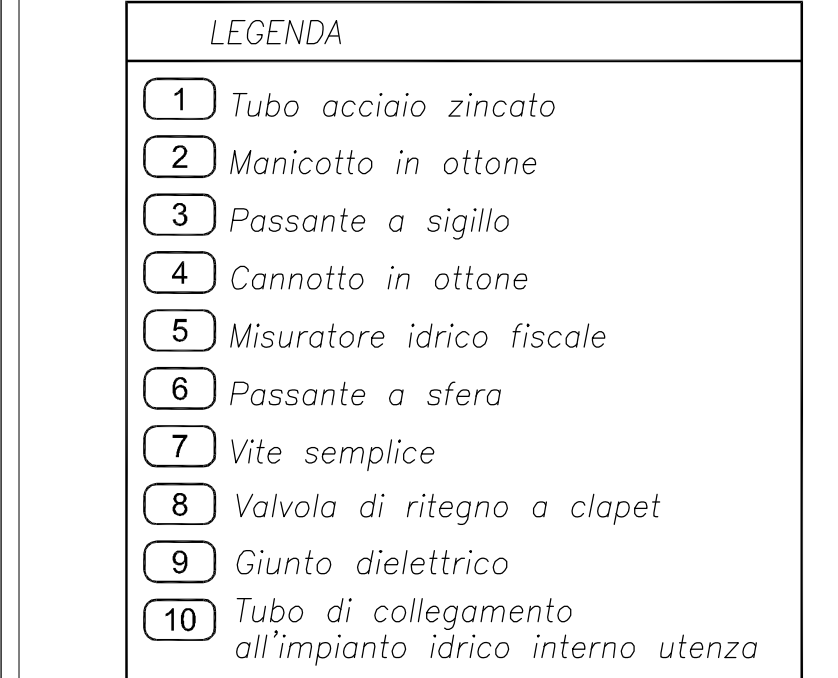 LEGENDA
1 Tubo acciaio zincato
2 Manicotto in ottone
3 Passante a sigillo
4 Cannotto in ottone
5 Misuratore idrico fiscale
6 Passante a sfera
7 Vite semplice
8 Valvola di ritegno a clapet
9 Giunto dielettrico
10 Tubo di collegamento
all'impianto idrico interno utenza